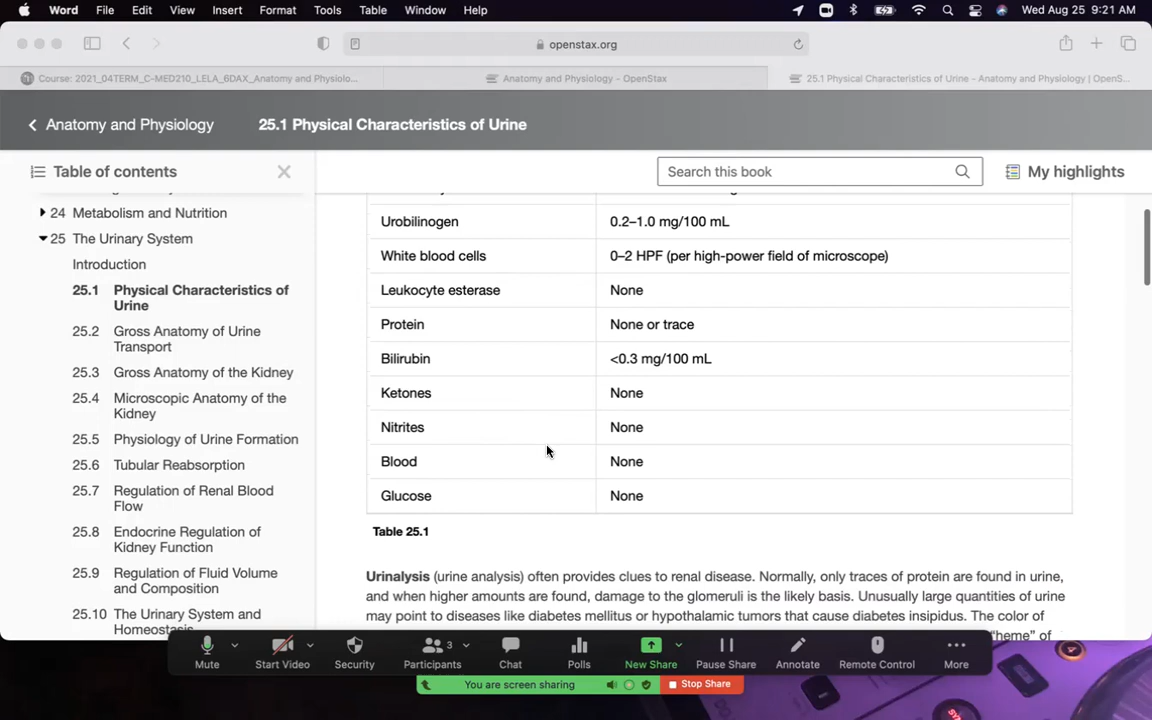 Word File Edit View Insert Format Tools Table Window Help Wed Aug 25 9:21 AM
openstax.org
Course: 2021_04TERM_C-MED210_LELA_6DAX_Anatomy and Physiolo... Anatomy and Physiology - OpenStax 25.1 Physical Characteristics of Urine - Anatomy and Physiology | OpenS...
Anatomy and Physiology 25.1 Physical Characteristics of Urine
Table of contents Search this book My highlights
24 Metabolism and Nutrition
25 The Urinary System
Introduction
25.1 Physical Characteristics of
Urine
25.2 Gross Anatomy of Urine
Transport
25.3 Gross Anatomy of the Kidney
25.4 Microscopic Anatomy of the
Kidney
25.5 Physiology of Urine Formation
25.6 Tubular Reabsorption
25.7 Regulation of Renal Blood
Flow
25.8 Endocrine Regulation of
Kidney Function
25.9 Regulation of Fluid Volume
and Composition
25.10 The Urinary System and
Homeostasis
Urobilinogen 0.2–1.0 mg/100 mL
White blood cells 0–2 HPF (per high-power field of microscope)
Leukocyte esterase None
Protein None or trace
Bilirubin <0.3 mg/100 mL
Ketones None
Nitrites None
Blood None
Glucose None
Table 25.1
Urinalysis (urine analysis) often provides clues to renal disease. Normally, only traces of protein are found in urine,
and when higher amounts are found, damage to the glomeruli is the likely basis. Unusually large quantities of urine
may point to diseases like diabetes mellitus or hypothalamic tumors that cause diabetes insipidus. The color of
"heme" of
Mute Start Video Security Participants 3 Chat Polls New Share Pause Share Annotate Remote Control More
You are screen sharing Stop Share